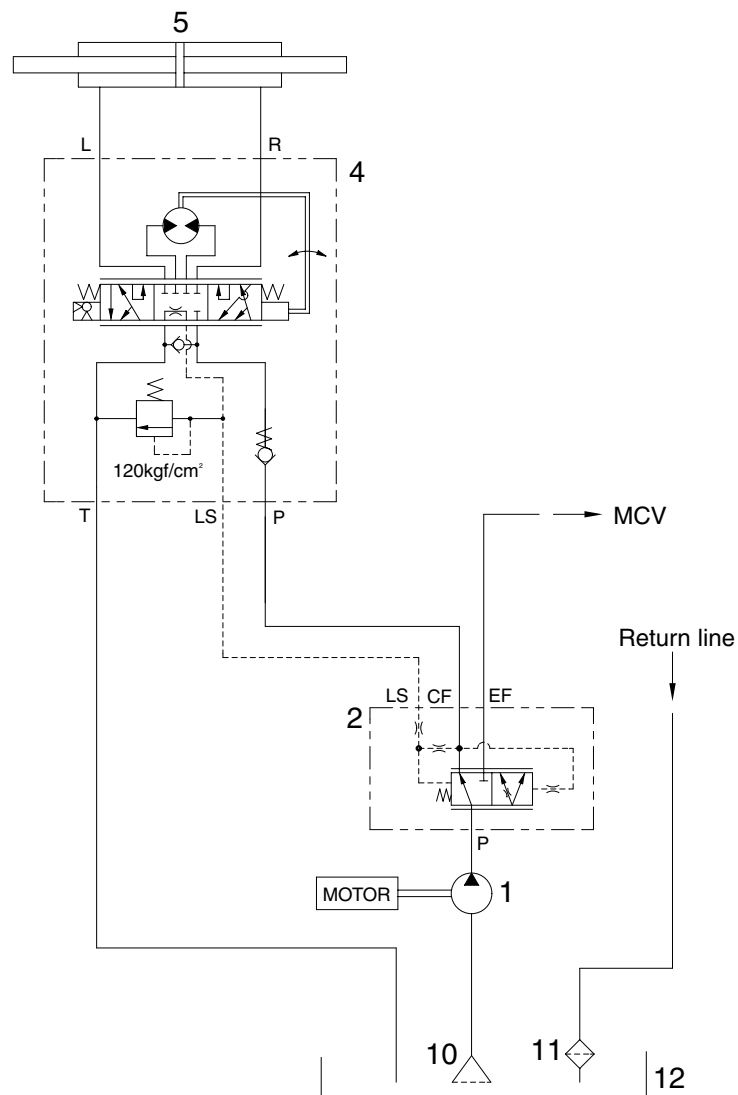 5
L
R
4
120kgf/cm²
T
LS
P
MCV
Return line
LS
CF
EF
2
P
MOTOR
1
10
11
12